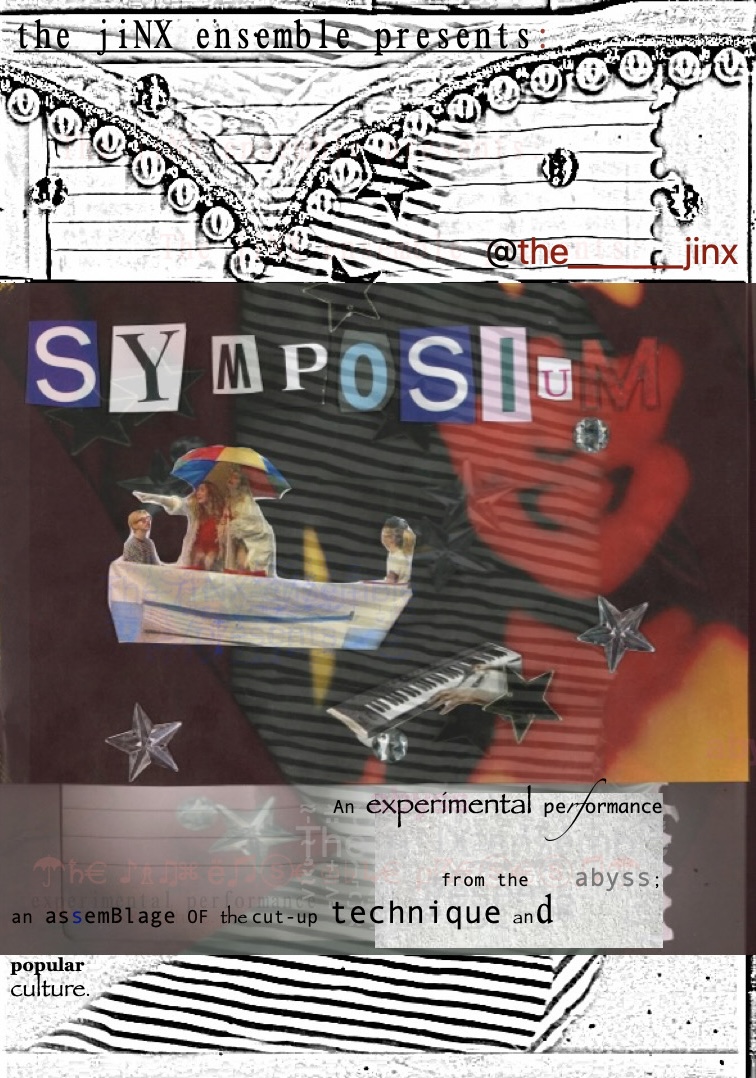 the jiNX ensemble presents:
@the_______jinx
SYMPOSIUM
An experimental performance
from the abyss;
an assemBlage OF the cut-up technique and
popular
culture.